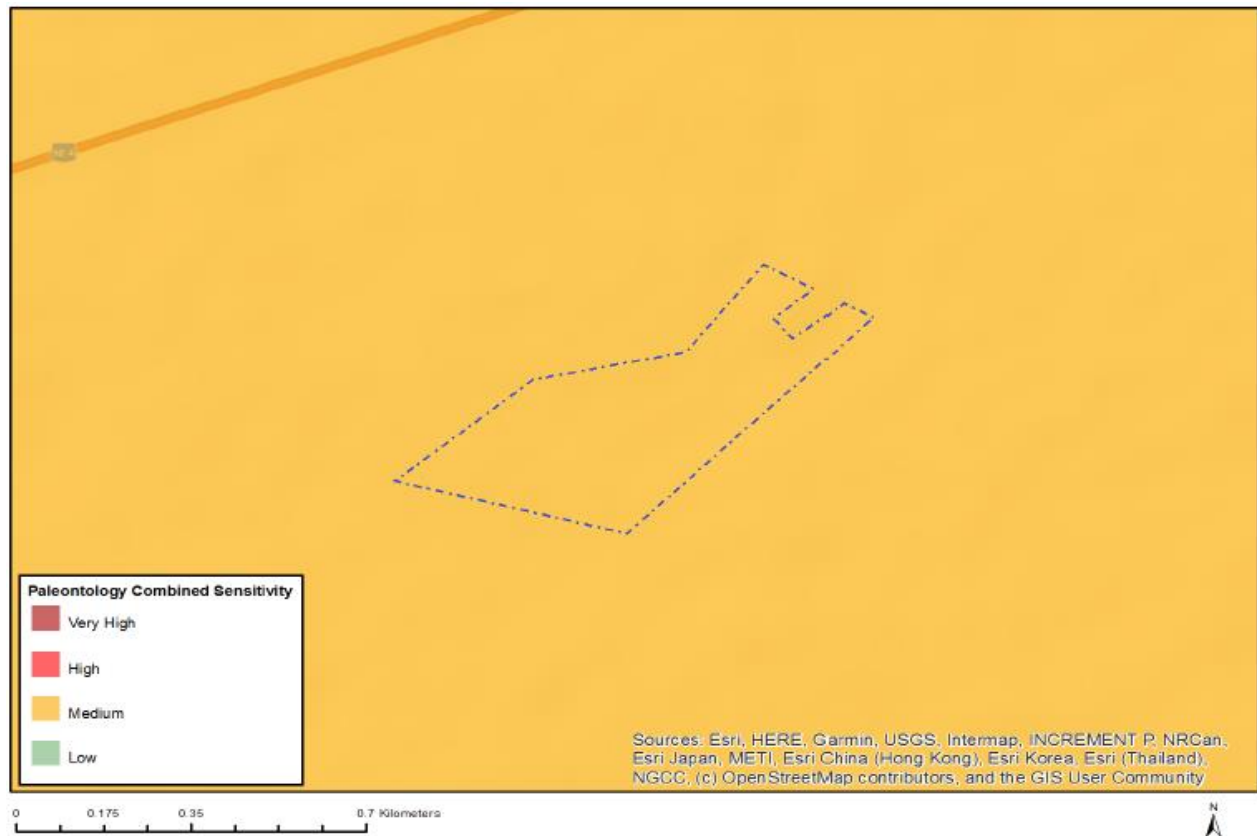 Paleontology Combined Sensitivity
Very High
High
Medium
Low
Sources: Esri, HERE, Garmin, USGS, Intermap, INCREMENT P, NRCan,
Esri Japan, METI, Esri China (Hong Kong), Esri Korea, Esri (Thailand),
NGCC, (c) OpenStreetMap contributors, and the GIS User Community
0 0.175 0.35 0.7 Kilometers
N